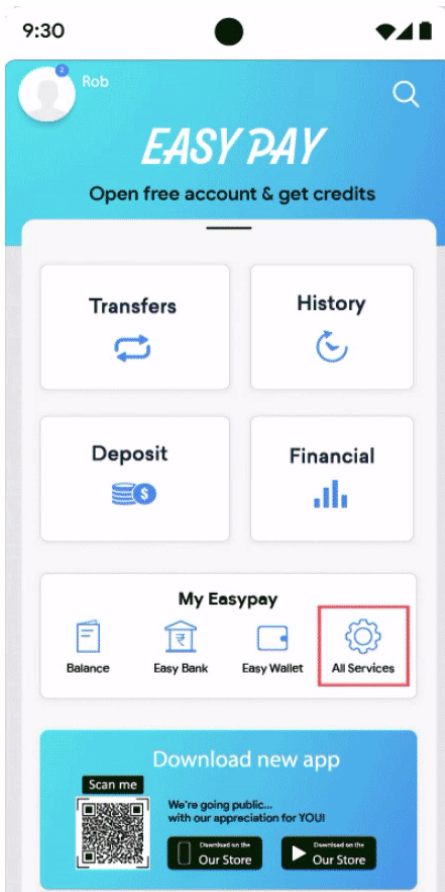 9:30
2
Rob
EASY PAY
Open free account & get credits
Transfers
History
Deposit
$
Financial
My Easypay
₹
Balance
Easy Bank
Easy Wallet
All Services
Download new app
Scan me
We're going public...
with our appreciation for YOU!
Download on the
Our Store
Download on the
Our Store